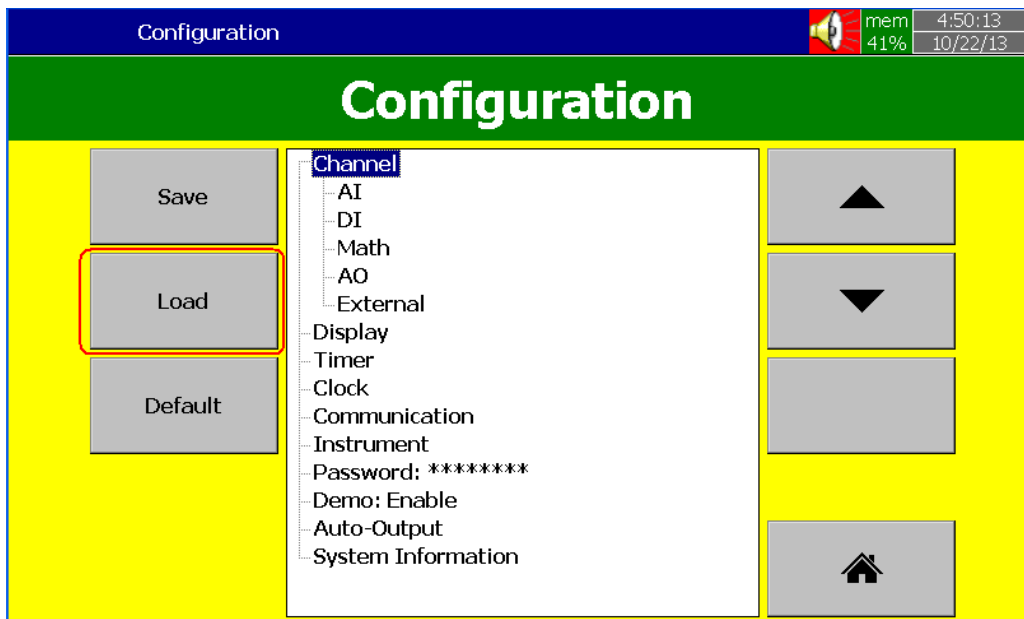 Configuration
mem
41%
4:50:13
10/22/13
Configuration
Save
Load
Default
Channel
AI
DI
Math
AO
External
Display
Timer
Clock
Communication
Instrument
Password: ********
Demo: Enable
Auto-Output
System Information